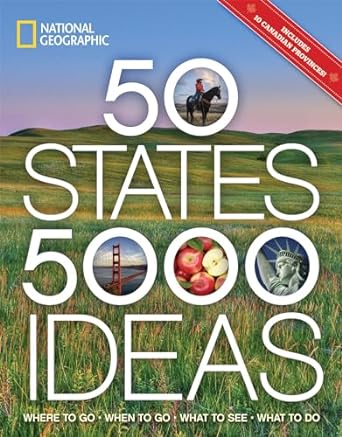 NATIONAL
GEOGRAPHIC
INCLUDES
10 CANADIAN PROVINCES!
50
STATES
5000
IDEAS
WHERE TO GO • WHEN TO GO • WHAT TO SEE • WHAT TO DO